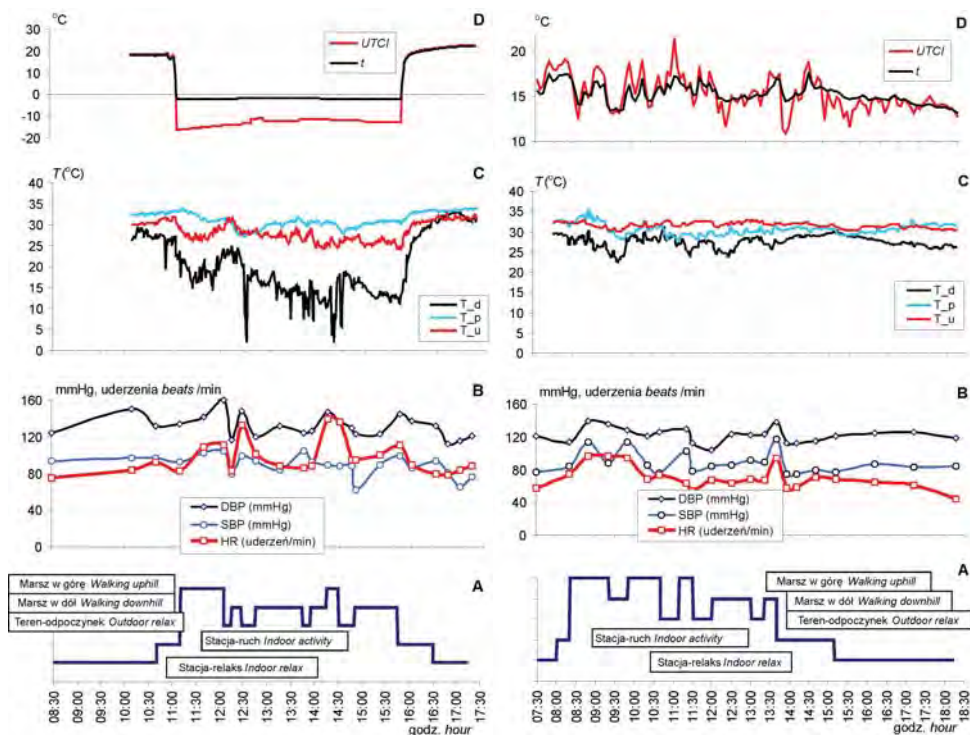 °C
D
30
20
10
0
-10
-20
UTCI
t
T (°C)
C
40
35
30
25
20
15
10
5
0
T_d
T_p
T_u
mmHg, uderzenia beats /min
B
160
120
80
40
0
DBP (mmHg)
SBP (mmHg)
HR (uderzeń/min)
A
Marsz w górę Walking uphill
Marsz w dół Walking downhill
Teren-odpoczynek Outdoor relax
Stacja-ruch Indoor activity
Stacja-relaks Indoor relax
08:30
09:30
10:00
10:30
11:00
11:30
12:00
12:30
13:00
13:30
14:00
14:30
15:00
15:30
16:00
16:30
17:00
17:30
godz. hour
°C
D
20
15
10
UTCI
t
T (°C)
C
40
35
30
25
20
15
10
5
0
T_d
T_p
T_u
mmHg, uderzenia beats /min
B
160
120
80
40
0
DBP (mmHg)
SBP (mmHg)
HR (uderzeń/min)
A
Marsz w górę Walking uphill
Marsz w dół Walking downhill
Teren-odpoczynek Outdoor relax
Stacja-ruch Indoor activity
Stacja-relaks Indoor relax
07:30
08:00
08:30
09:00
09:30
10:00
10:30
11:00
11:30
12:00
12:30
13:00
13:30
14:00
14:30
15:00
15:30
16:00
17:00
17:30
18:00
18:30
godz. hour